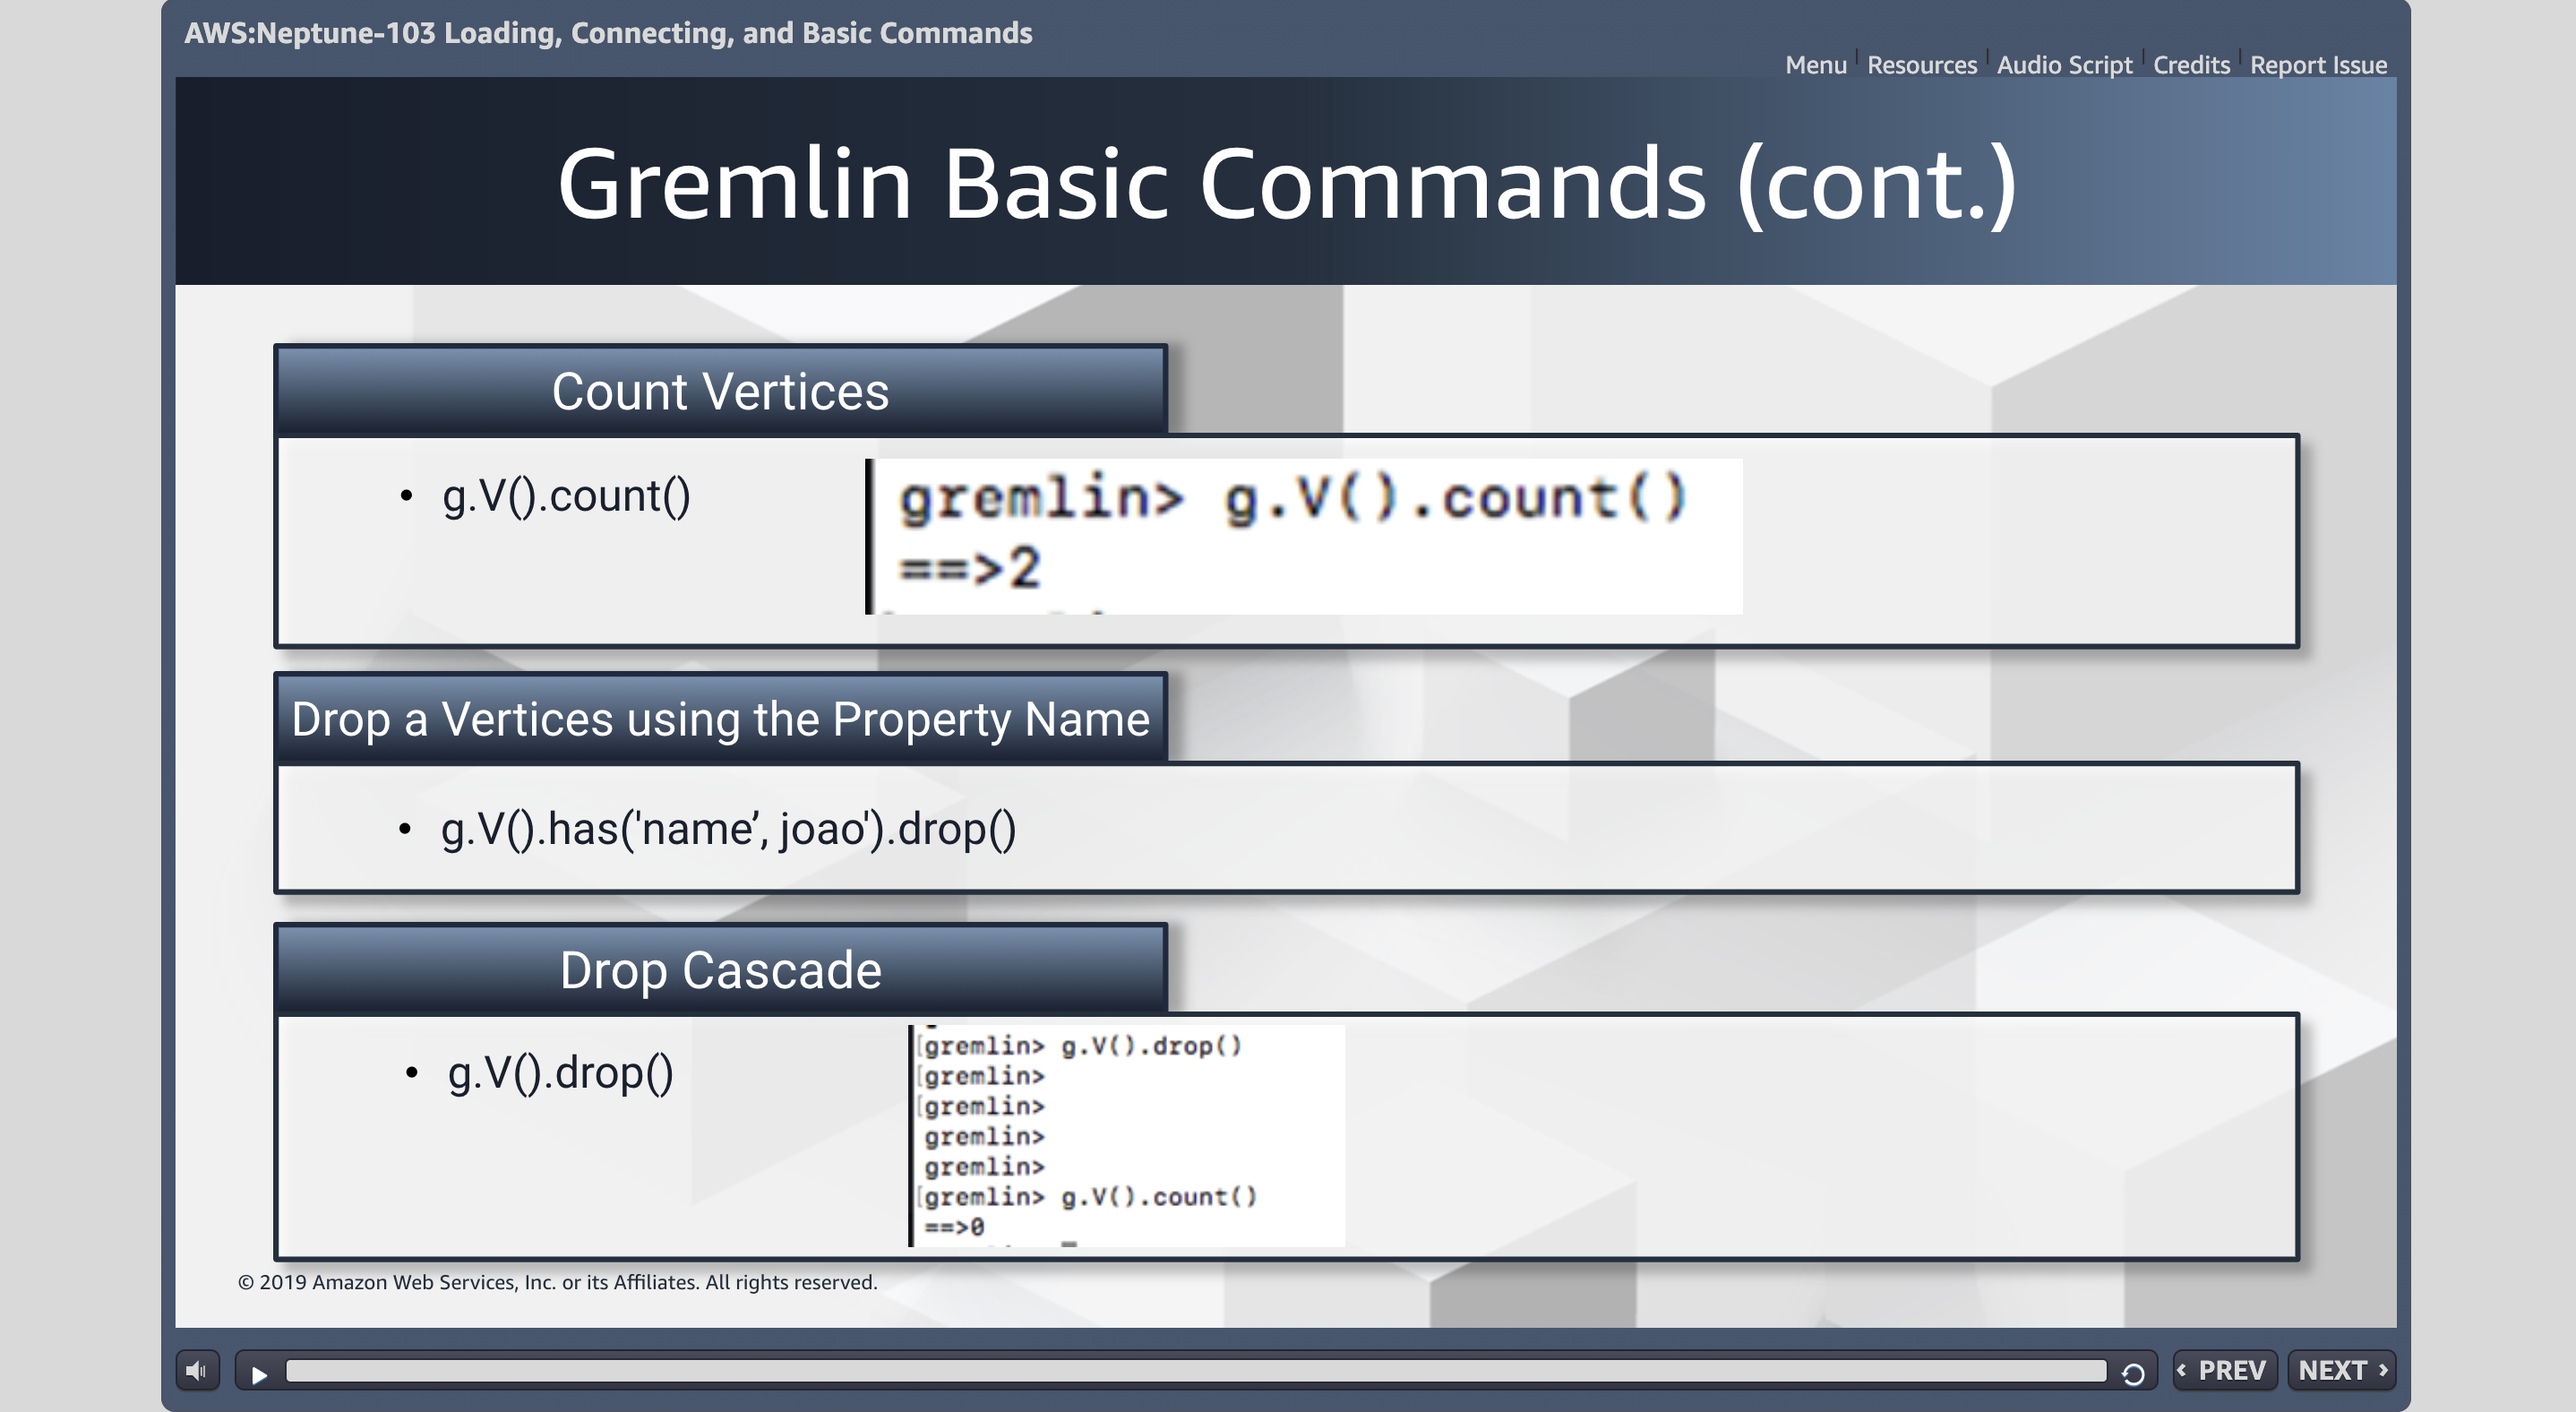 AWS:Neptune-103 Loading, Connecting, and Basic Commands
Menu Resources Audio Script Credits Report Issue
Gremlin Basic Commands (cont.)
Count Vertices
• g.V().count()
gremlin> g.V().count()
==>2
Drop a Vertices using the Property Name
• g.V().has('name’, joao').drop()
Drop Cascade
• g.V().drop()
[gremlin> g.V().drop()
[gremlin>
[gremlin>
gremlin>
gremlin>
[gremlin> g.V().count()
==>0
© 2019 Amazon Web Services, Inc. or its Affiliates. All rights reserved.
‹ PREV NEXT ›